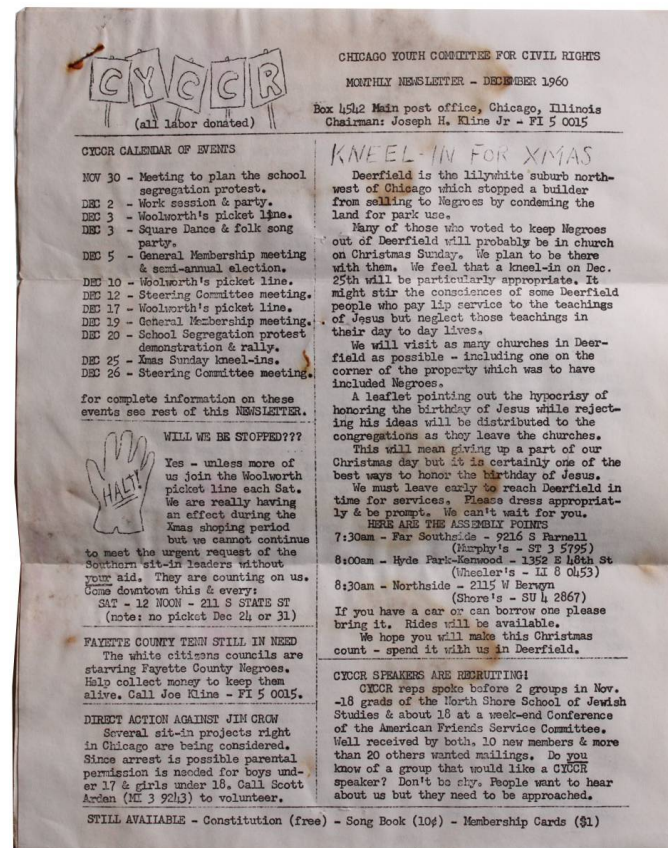 CYCCR
(all labor donated)
CHICAGO YOUTH COMMITTEE FOR CIVIL RIGHTS
MONTHLY NEWSLETTER - DECEMBER 1960
Box 4542 Main post office, Chicago, Illinois
Chairman: Joseph H. Kline Jr - FI 5 0015
CYCCR CALENDAR OF EVENTS
NOV 30 - Meeting to plan the school
segregation protest.
DEC 2 - Work session & party.
DEC 3 - Woolworth's picket line.
DEC 3 - Square Dance & folk song
party.
DEC 5 - General Membership meeting
& semi-annual election.
DEC 10 - Woolworth's picket line.
DEC 12 - Steering Committee meeting.
DEC 17 - Woolworth's picket line.
DEC 19 - General Membership meeting.
DEC 20 - School Segregation protest
demonstration & rally.
DEC 25 - Xmas Sunday kneel-ins.
DEC 26 - Steering Committee meeting.
for complete information on these
events see rest of this NEWSLETTER.
HALT!
WILL WE BE STOPPED???
Yes - unless more of
us join the Woolworth
picket line each Sat.
We are really having
an effect during the
Xmas shoping period
but we cannot continue
to meet the urgent request of the
Southern sit-in leaders without
your aid. They are counting on us.
Come downtown this & every:
SAT - 12 NOON - 211 S STATE ST
(note: no picket Dec 24 or 31)
FAYETTE COUNTY TENN STILL IN NEED
The white citizens councils are
starving Fayette County Negroes.
Help collect money to keep them
alive. Call Joe Kline - FI 5 0015.
DIRECT ACTION AGAINST JIM CROW
Several sit-in projects right
in Chicago are being considered.
Since arrest is possible parental
permission is needed for boys und-
er 17 & girls under 18. Call Scott
Arden (MI 3 9243) to volunteer.
KNEEL-IN FOR XMAS
Deerfield is the lilywhite suburb north-
west of Chicago which stopped a builder
from selling to Negroes by condeming the
land for park use.
Many of those who voted to keep Negroes
out of Deerfield will probably be in church
on Christmas Sunday. We plan to be there
with them. We feel that a kneel-in on Dec.
25th will be particularly appropriate. It
might stir the consciences of some Deerfield
people who pay lip service to the teachings
of Jesus but neglect those teachings in
their day to day lives.
We will visit as many churches in Deer-
field as possible - including one on the
corner of the property which was to have
included Negroes.
A leaflet pointing out the hypocrisy of
honoring the birthday of Jesus while reject-
ing his ideas will be distributed to the
congregations as they leave the churches.
This will mean giving up a part of our
Christmas day but it is certainly one of the
best ways to honor the birthday of Jesus.
We must leave early to reach Deerfield in
time for services. Please dress appropriat-
ly & be prompt. We can't wait for you.
HERE ARE THE ASSEMBLY POINTS
7:30am - Far Southside - 9216 S Parnell
(Murphy's - ST 3 5795)
8:00am - Hyde Park-Kenwood - 1352 E 48th St
(Wheeler's - LI 8 0453)
8:30am - Northside - 2115 W Berwyn
(Shore's - SU 4 2867)
If you have a car or can borrow one please
bring it. Rides will be available.
We hope you will make this Christmas
count - spend it with us in Deerfield.
CYCCR SPEAKERS ARE RECRUITING!
CYCCR reps spoke before 2 groups in Nov.
-18 grads of the North Shore School of Jewish
Studies & about 18 at a week-end Conference
of the American Friends Service Committee.
Well received by both, 10 new members & more
than 20 others wanted mailings. Do you
know of a group that would like a CYCCR
speaker? Don't be shy. People want to hear
about us but they need to be approached.
STILL AVAILABLE - Constitution (free) - Song Book (10¢) - Membership Cards ($1)